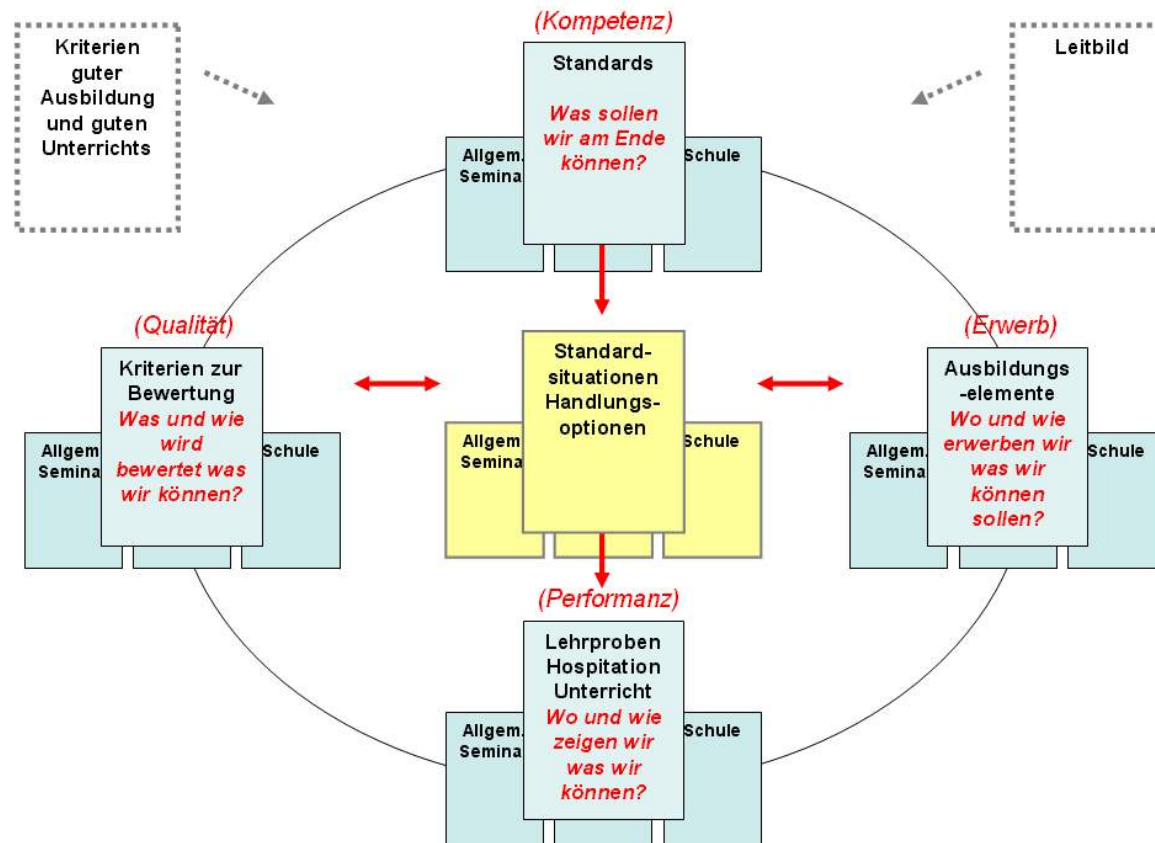 Kriterien
guter
Ausbildung
und guten
Unterrichts
(Kompetenz)
Standards
Was sollen
wir am Ende
können?
Allgem.
Semina
Schule
Leitbild
(Qualität)
Kriterien zur
Bewertung
Was und wie
wird
bewertet was
wir können?
Allgem
Semina
Schule
Standard-
situationen
Handlungs-
optionen
Allgem
Semina
Schule
(Erwerb)
Ausbildungs
-elemente
Wo und wie
erwerben wir
was wir
können
sollen?
Allgem.
Semina
Schule
(Performanz)
Lehrproben
Hospitation
Unterricht
Wo und wie
zeigen wir
was wir
können?
Allgem.
Semina
Schule